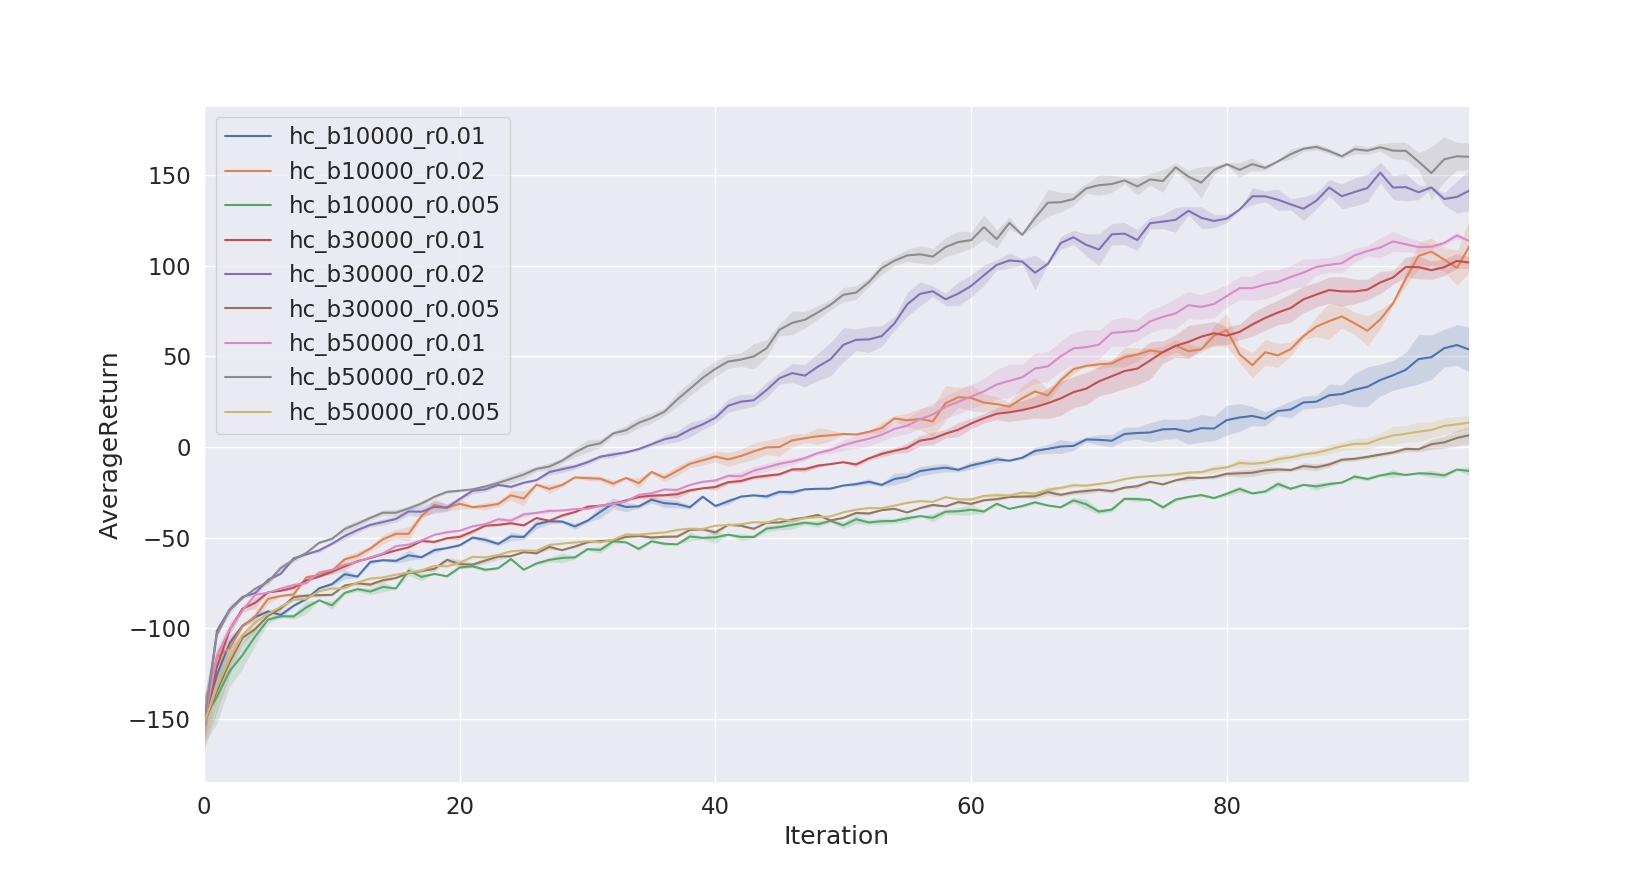 hc_b10000_r0.01
hc_b10000_r0.02
hc_b10000_r0.005
hc_b30000_r0.01
hc_b30000_r0.02
hc_b30000_r0.005
hc_b50000_r0.01
hc_b50000_r0.02
hc_b50000_r0.005
AverageReturn
150
100
50
0
−50
−100
−150
0 20 40 60 80
Iteration